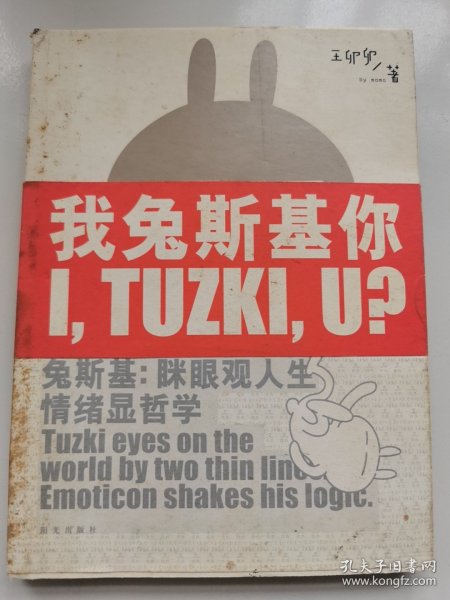 王卯卯/著
By momo
我兔斯基你
I, TUZKI, U?
兔斯基:眯眼观人生
情绪显哲学
Tuzki eyes on the
world by two thin line
Emoticon shakes his logic.
阳光出版社
孔夫子旧书网
www.kongfz.com